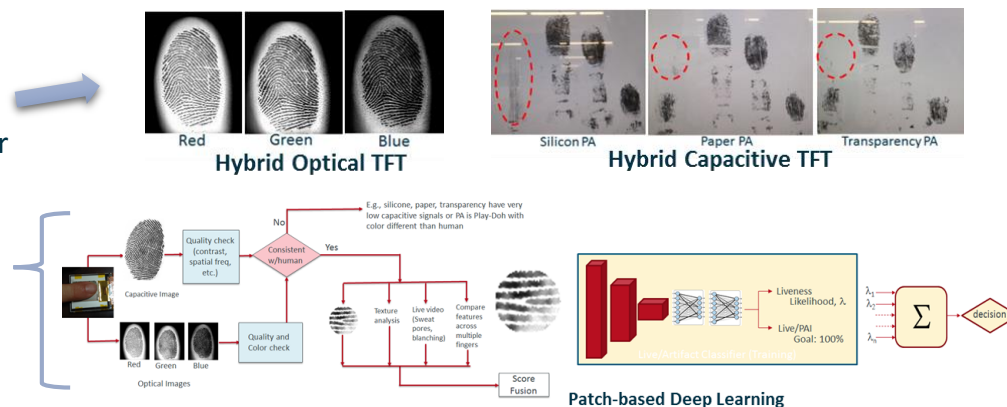 r
Red
Green
Blue
Hybrid Optical TFT
Silicon PA
Paper PA
Transparency PA
Hybrid Capacitive TFT
E.g., silicone, paper, transparency have very
low capacitive signals or PA is Play-Doh with
color different than human
No
Quality check
(contrast,
spatial freq,
etc.)
Consistent
w/human
Yes
Capacitive Image
Quality and
Color check
Red
Green
Blue
Optical Images
Texture
analysis
Live video
(Sweat
pores,
blanching)
Compare
features
across
multiple
fingers
Score
Fusion
Liveness
Likelihood, λ
Live/PAI
Goal: 100%
Live/Artifact Classifier (Training)
Patch-based Deep Learning
λ1
λ2
λn
Σ
decision